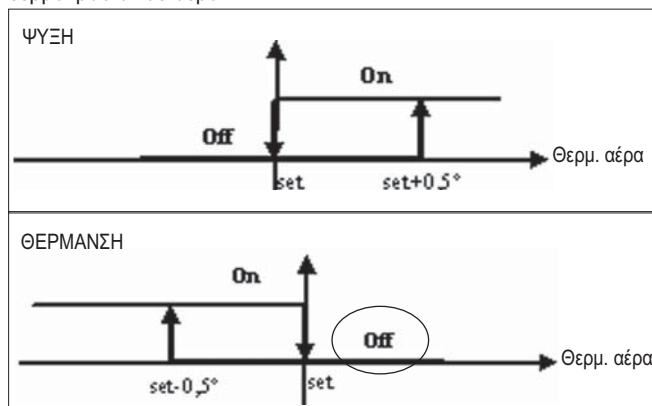 ΨΥΞΗ
On
Off
Θερμ. αέρα
set
set+0,5°
ΘΕΡΜΑΝΣΗ
On
Off
Θερμ. αέρα
set-0,5°
set